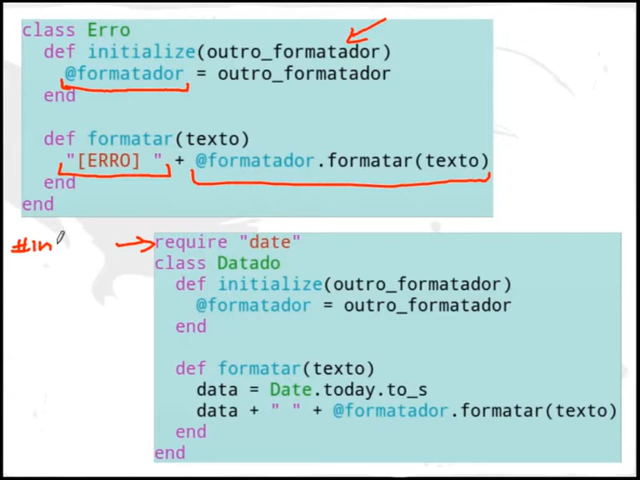 class Erro
def initialize(outro_formatador)
@formatador = outro_formatador
end
def formatar(texto)
"[ERRO] " + @formatador.formatar(texto)
end
end
#in
require "date"
class Datado
def initialize(outro_formatador)
@formatador = outro_formatador
end
def formatar(texto)
data = Date.today.to_s
data + " " + @formatador.formatar(texto)
end
end